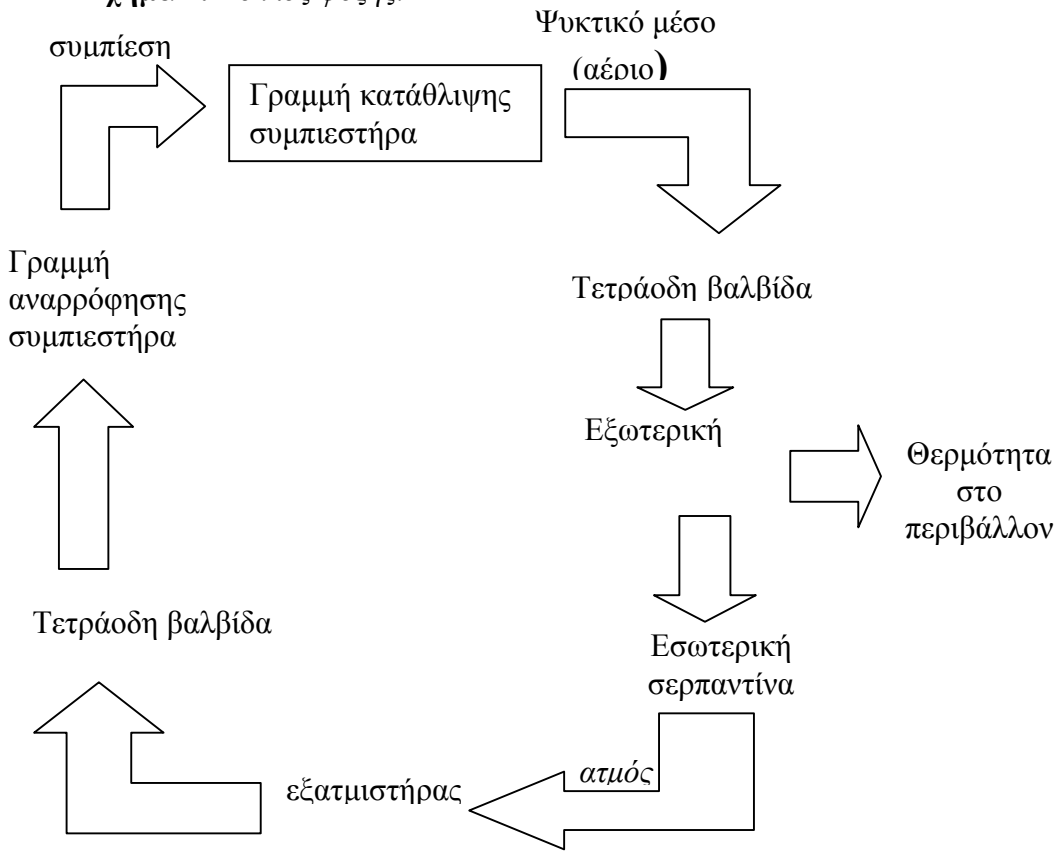 συμπίεση
Ψυκτικό μέσο
(αέριο)
Γραμμή κατάθλιψης
συμπιεστήρα
Γραμμή
αναρρόφησης
συμπιεστήρα
Τετράοδη βαλβίδα
Εξωτερική
Θερμότητα
στο
περιβάλλον
Τετράοδη βαλβίδα
Εσωτερική
σερπαντίνα
ατμός
εξατμιστήρας